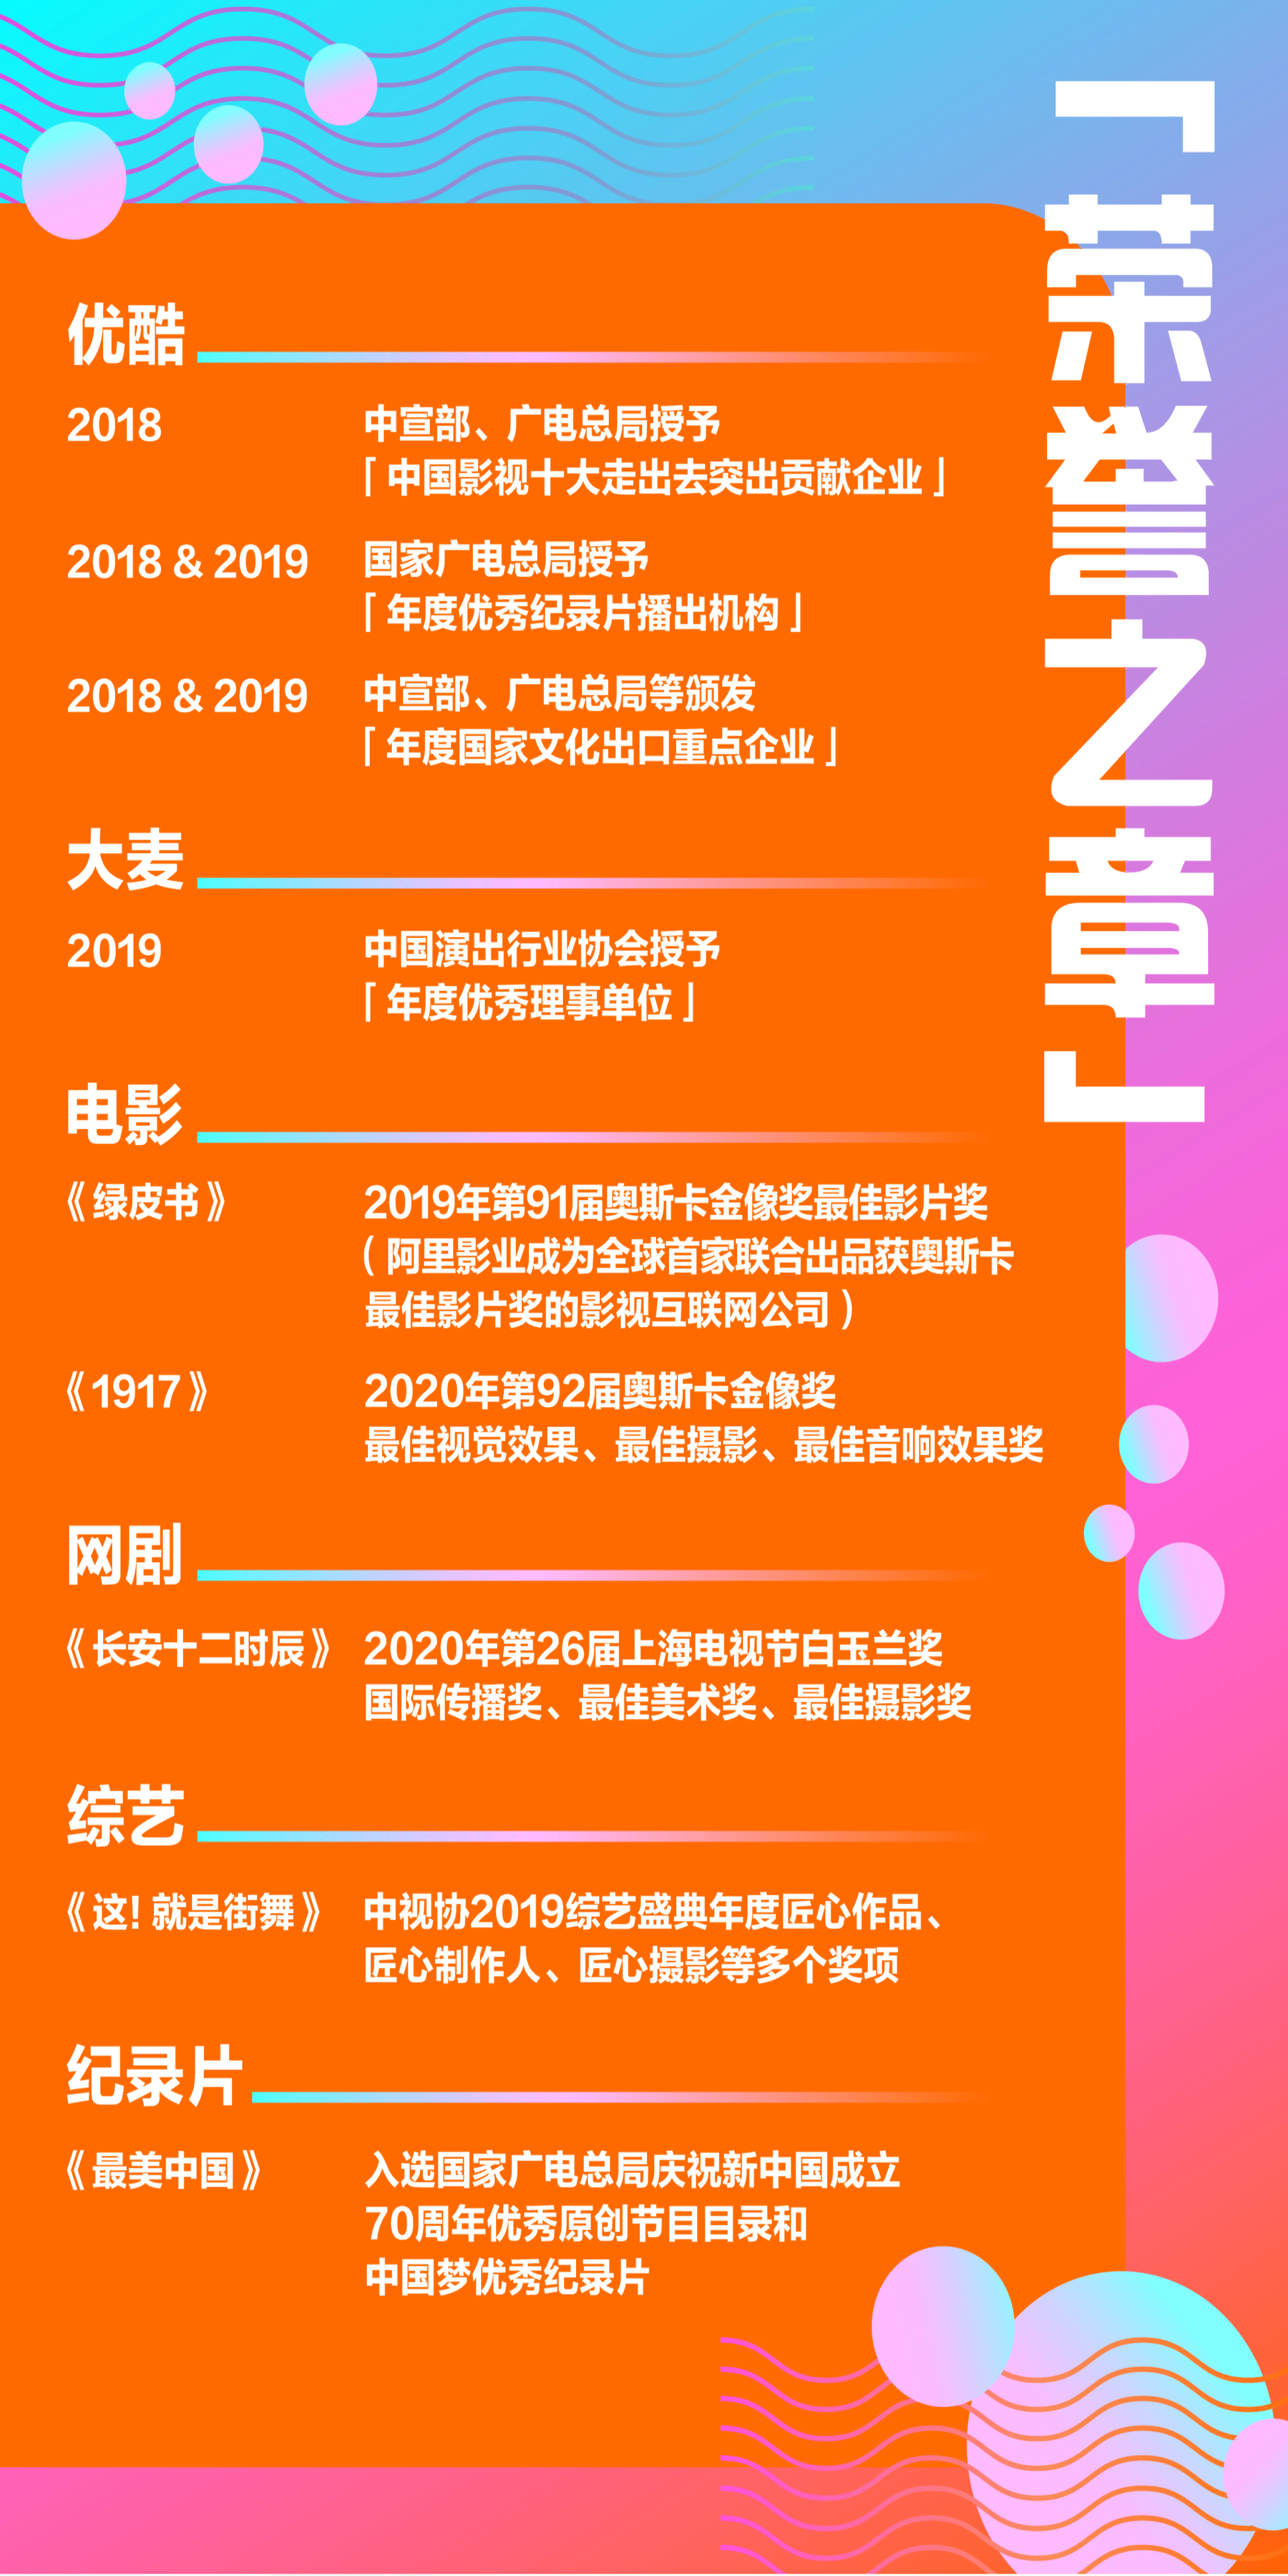 「荣誉之章」
优酷
2018
中宣部、广电总局授予
「中国影视十大走出去突出贡献企业」
2018 & 2019
国家广电总局授予
「年度优秀纪录片播出机构」
2018 & 2019
中宣部、广电总局等颁发
「年度国家文化出口重点企业」
大麦
2019
中国演出行业协会授予
「年度优秀理事单位」
电影
《绿皮书》
2019年第91届奥斯卡金像奖最佳影片奖
(阿里影业成为全球首家联合出品获奥斯卡
最佳影片奖的影视互联网公司)
《1917》
2020年第92届奥斯卡金像奖
最佳视觉效果、最佳摄影、最佳音响效果奖
网剧
《长安十二时辰》
2020年第26届上海电视节白玉兰奖
国际传播奖、最佳美术奖、最佳摄影奖
综艺
《这! 就是街舞》
中视协2019综艺盛典年度匠心作品、
匠心制作人、匠心摄影等多个奖项
纪录片
《最美中国》
入选国家广电总局庆祝新中国成立
70周年优秀原创节目目录和
中国梦优秀纪录片